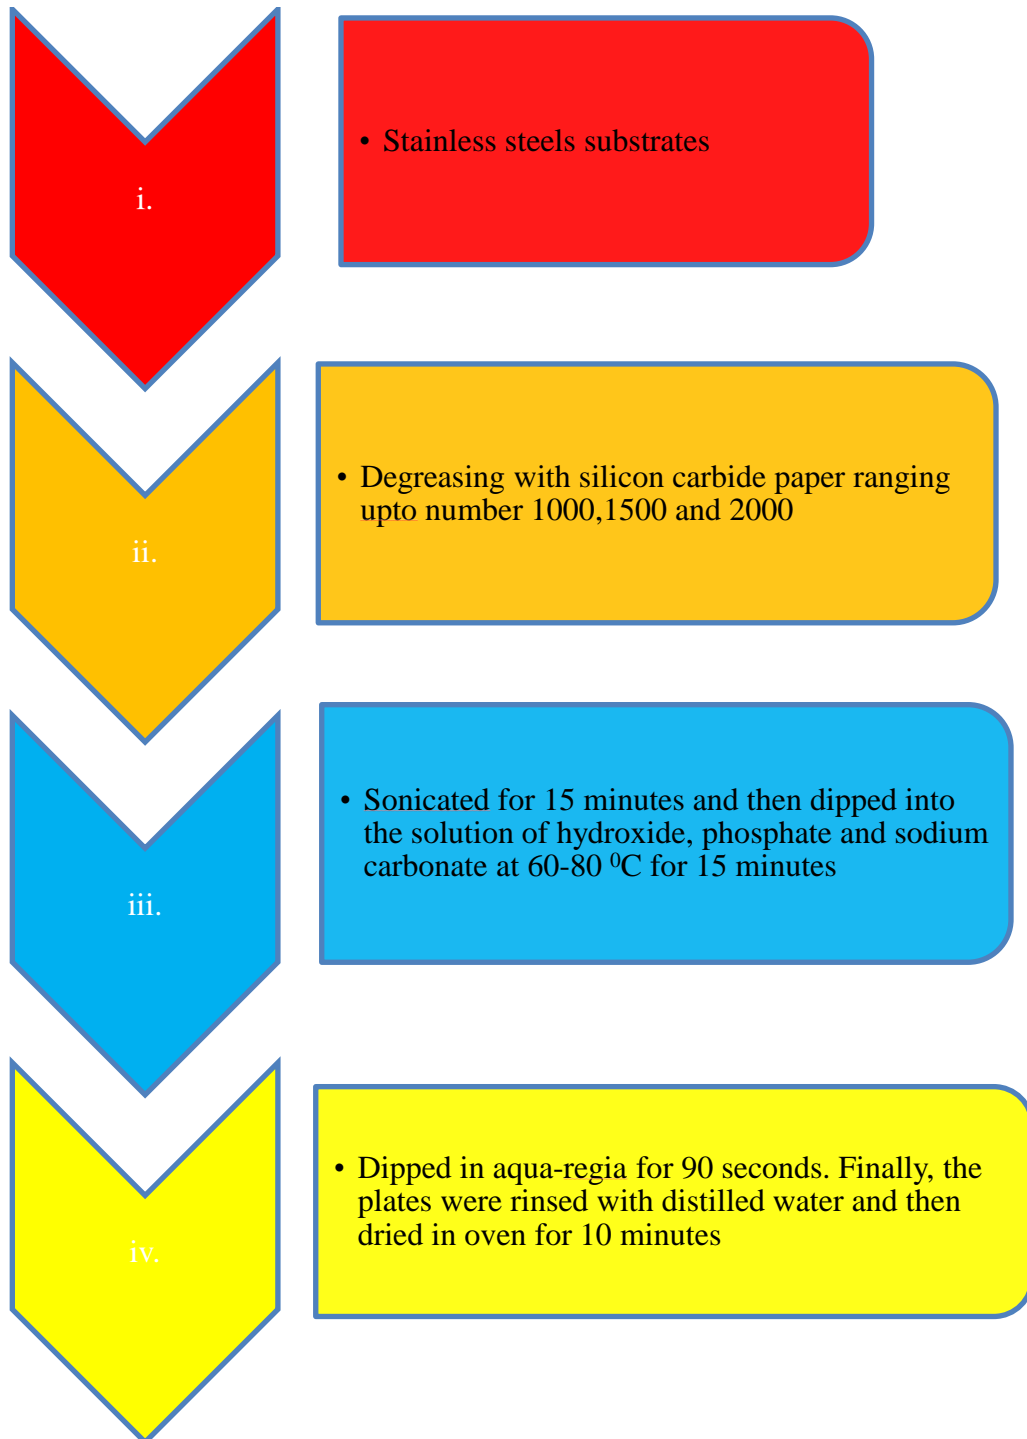 i.
• Stainless steels substrates
ii.
• Degreasing with silicon carbide paper ranging
upto number 1000,1500 and 2000
iii.
• Sonicated for 15 minutes and then dipped into
the solution of hydroxide, phosphate and sodium
carbonate at 60-80 ⁰C for 15 minutes
iv.
• Dipped in aqua-regia for 90 seconds. Finally, the
plates were rinsed with distilled water and then
dried in oven for 10 minutes